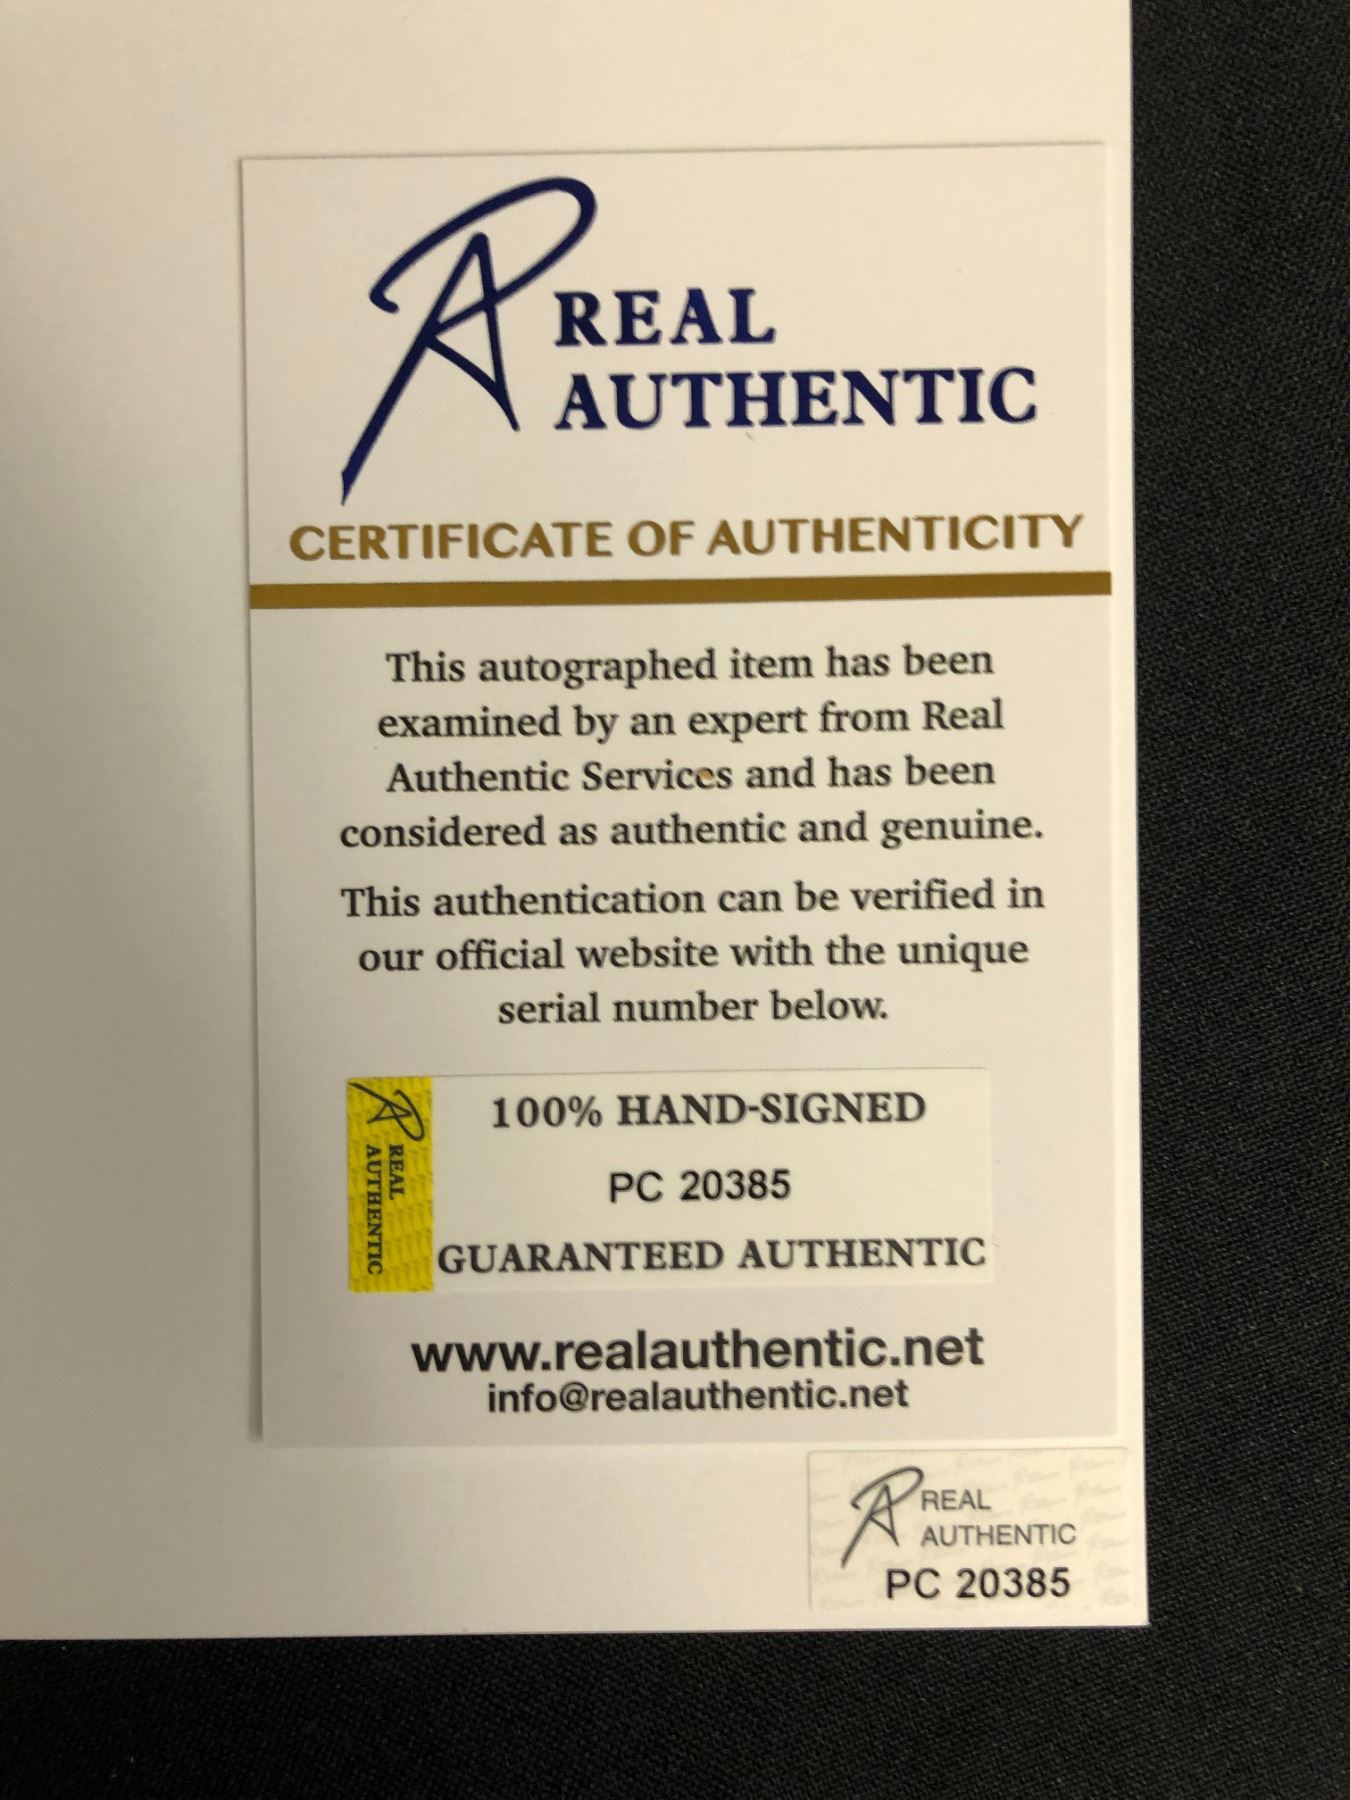 REAL
AUTHENTIC
CERTIFICATE OF AUTHENTICITY
This autographed item has been
examined by an expert from Real
Authentic Services and has been
considered as authentic and genuine.
This authentication can be verified in
our official website with the unique
serial number below.
REAL
AUTHENTIC
100% HAND-SIGNED
PC 20385
GUARANTEED AUTHENTIC
www.realauthentic.net
info@realauthentic.net
REAL
AUTHENTIC
PC 20385